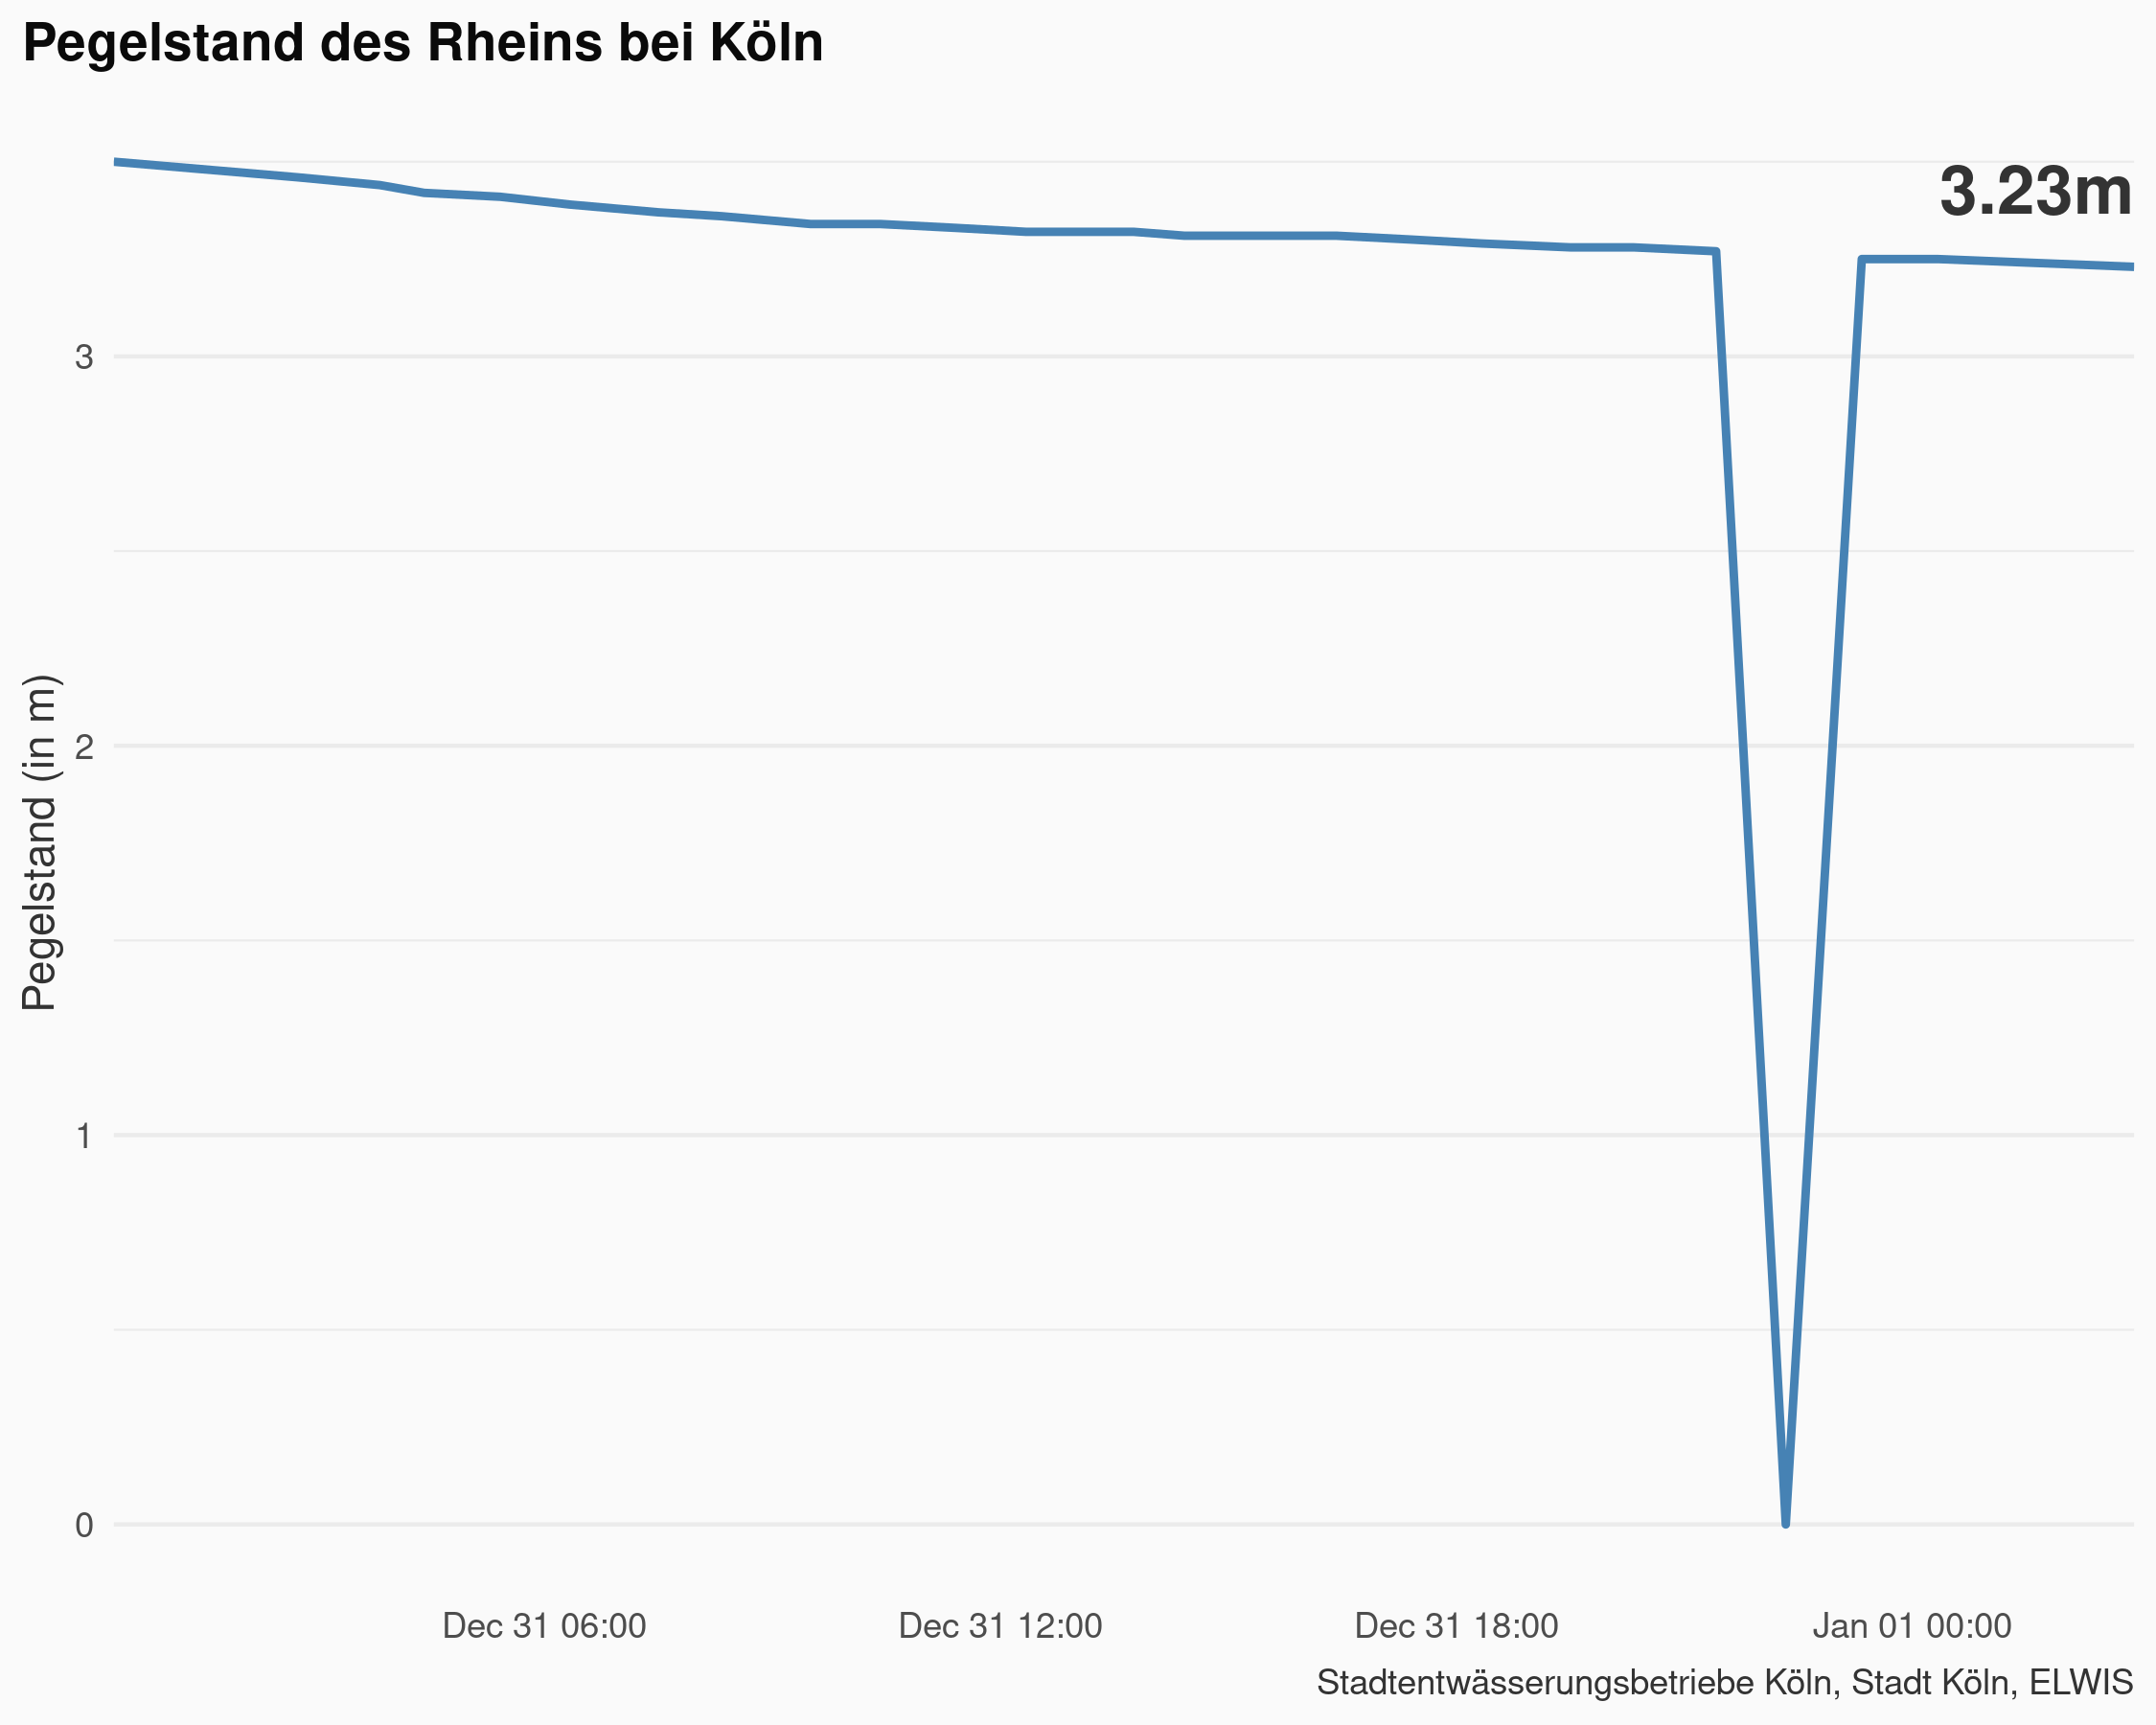 Pegelstand des Rheins bei Köln
3.23m
Pegelstand (in m)
3
2
1
0
Dec 31 06:00
Dec 31 12:00
Dec 31 18:00
Jan 01 00:00
Stadtentwässerungsbetriebe Köln, Stadt Köln, ELWIS